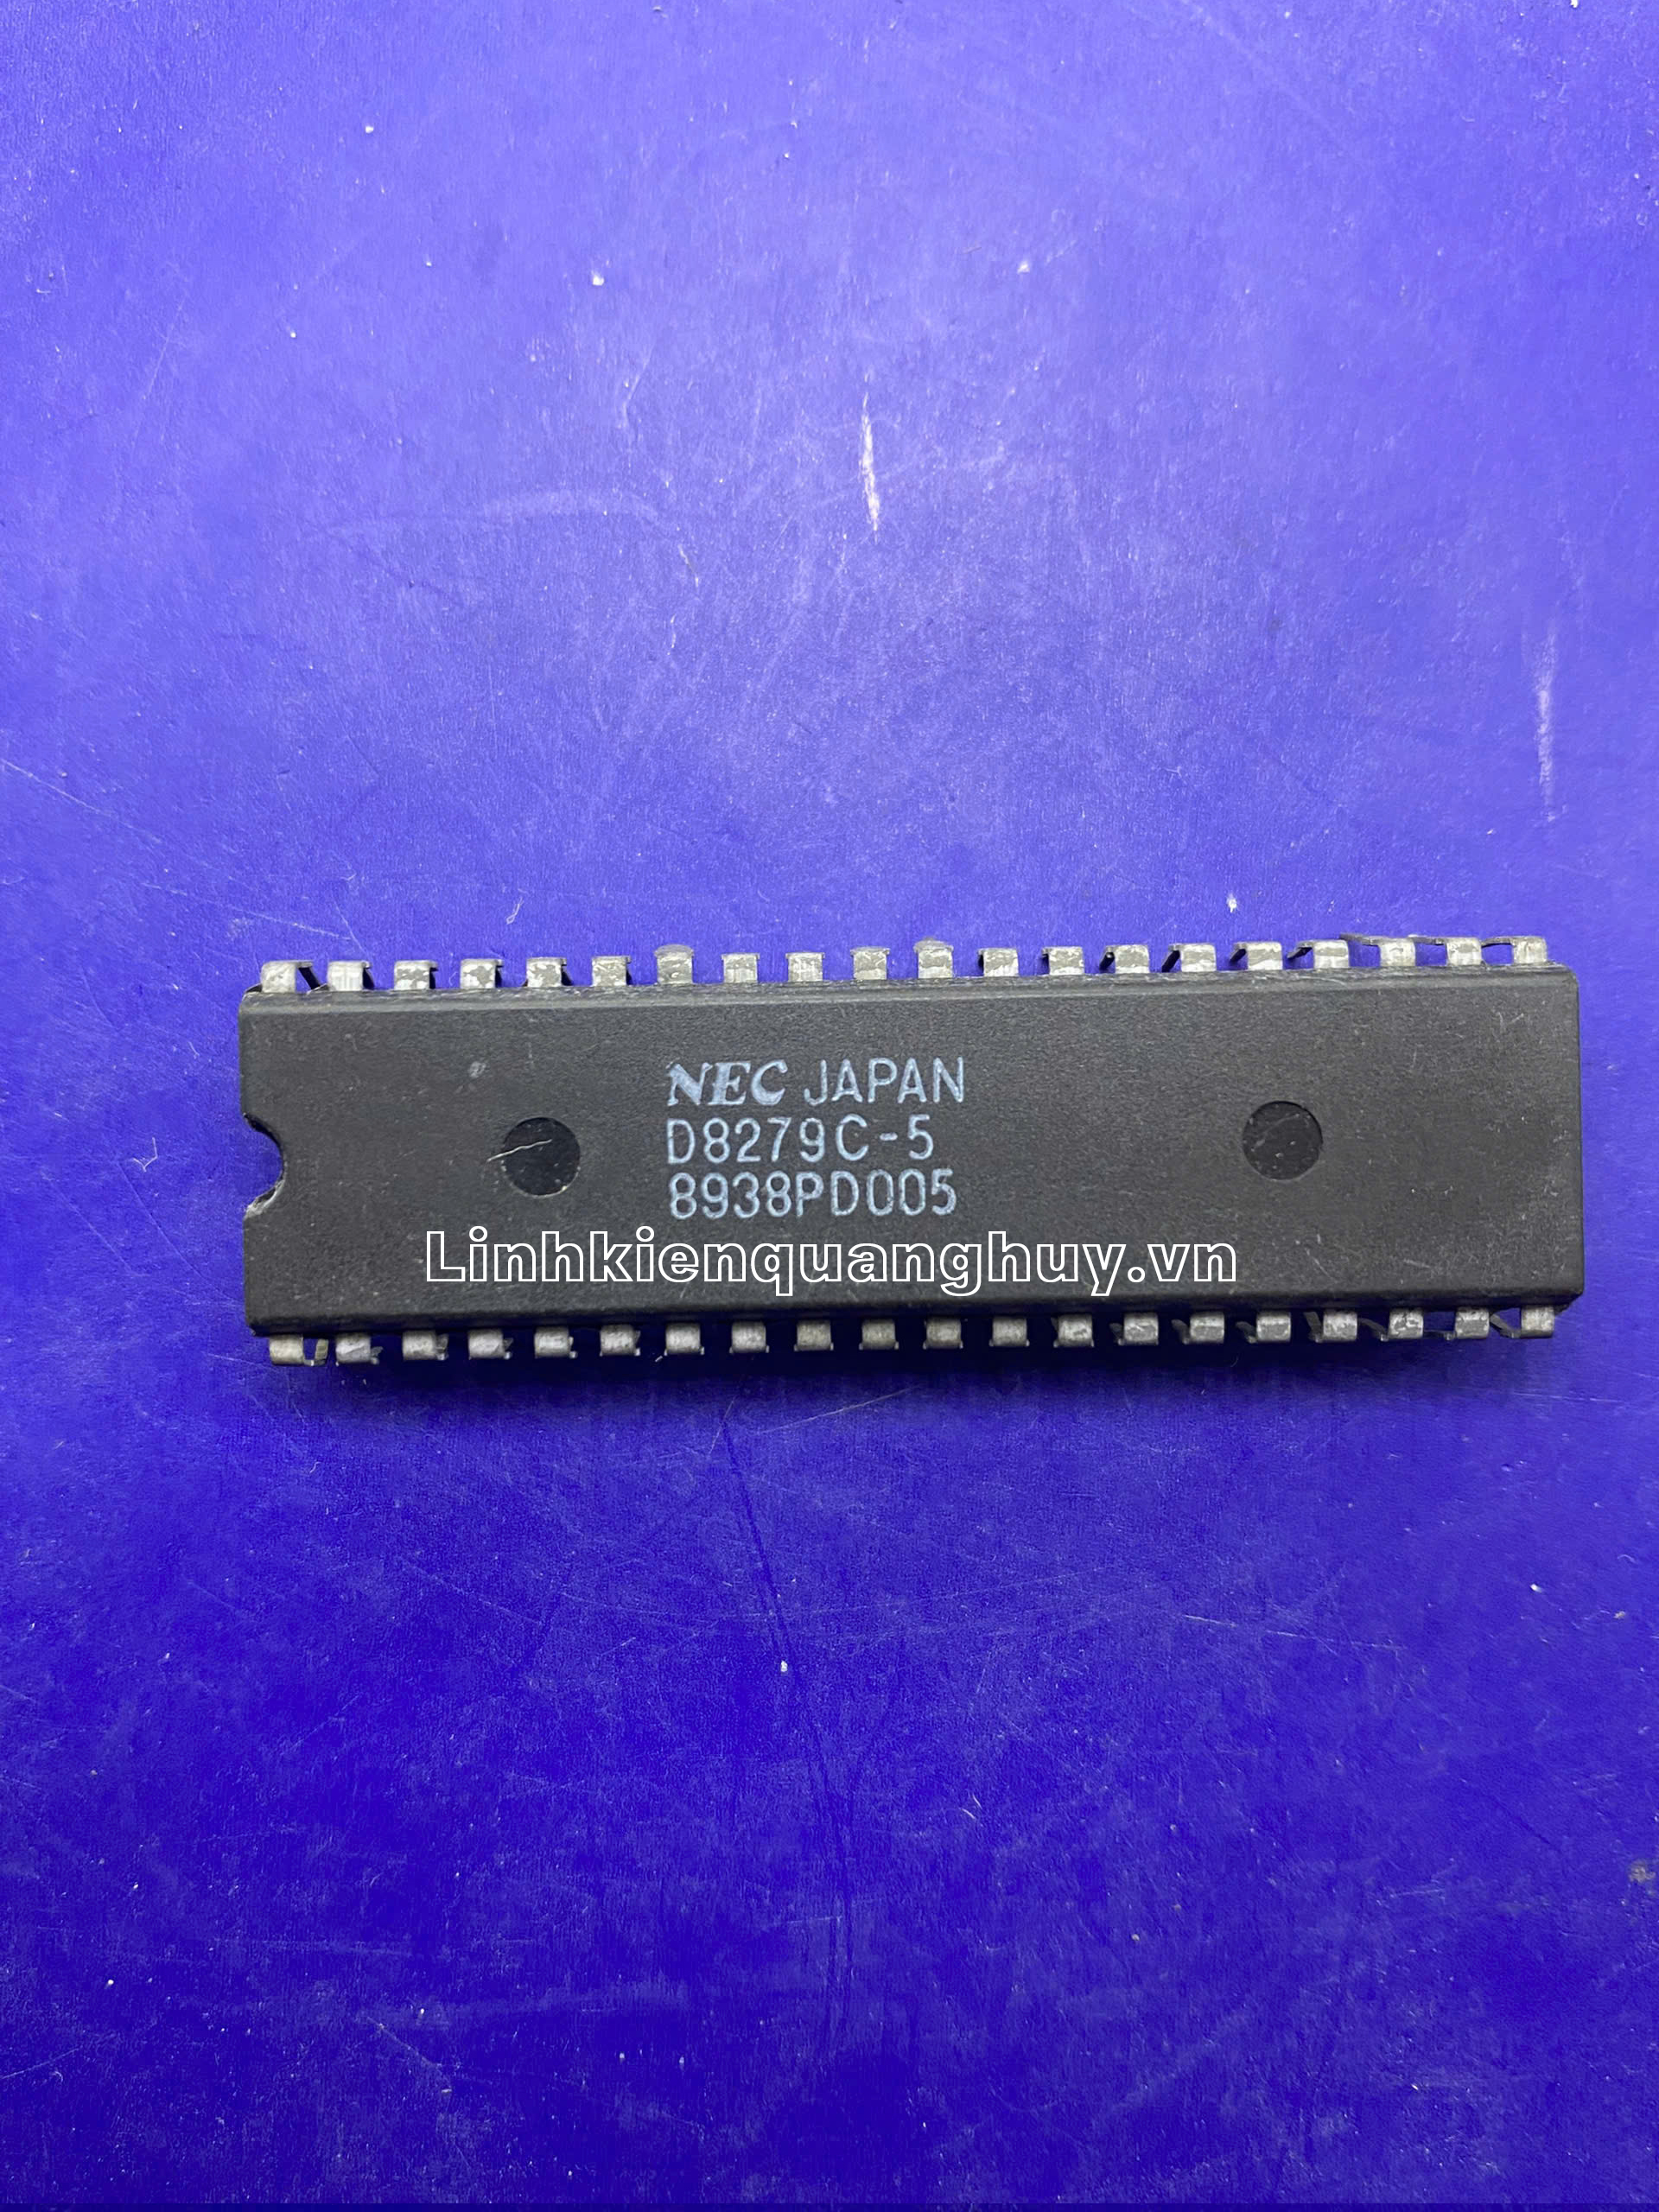 NEC JAPAN
D8279C-5
8938PD005
Linhkienquanghuy.vn